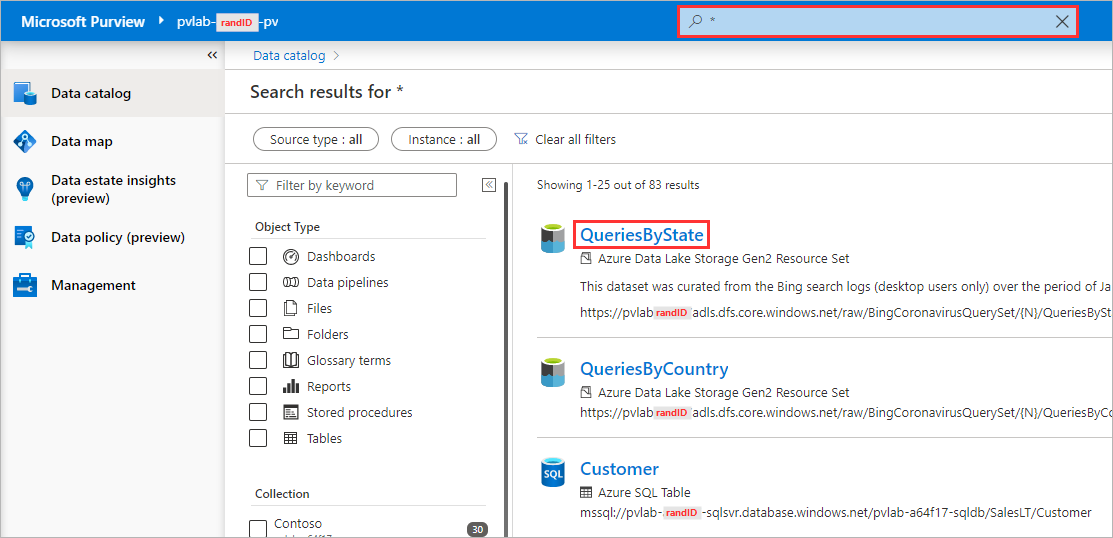 Microsoft Purview pvlab-randID-pv
*
Data catalog
Data map
Data estate insights
(preview)
Data policy (preview)
Management
Data catalog
Search results for *
Source type : all
Instance : all
Clear all filters
Filter by keyword
Object Type
Dashboards
Data pipelines
Files
Folders
Glossary terms
Reports
Stored procedures
Tables
Collection
Contoso
30
Showing 1-25 out of 83 results
QueriesByState
Azure Data Lake Storage Gen2 Resource Set
This dataset was curated from the Bing search logs (desktop users only) over the period of Ja
https://pvlab randID adls.dfs.core.windows.net/raw/BingCoronavirusQuerySet/{N}/QueriesBySt
QueriesByCountry
Azure Data Lake Storage Gen2 Resource Set
https://pvlab randID adls.dfs.core.windows.net/raw/BingCoronavirusQuerySet/{N}/QueriesByCo
SQL
Customer
Azure SQL Table
mssql://pvlab-randID-sqlsvr.database.windows.net/pvlab-a64f17-sqldb/SalesLT/Customer